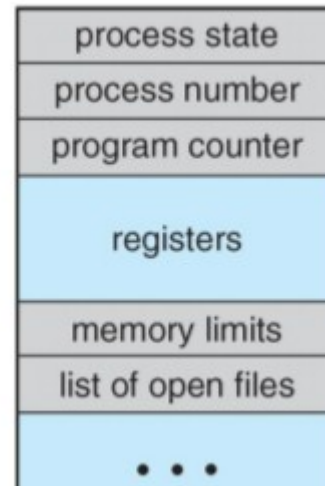 process state
process number
program counter
registers
memory limits
list of open files
• • •